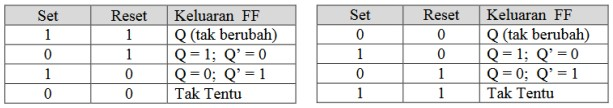 Set Reset Keluaran FF
1 1 Q (tak berubah)
0 1 Q = 1; Q’ = 0
1 0 Q = 0; Q’ = 1
0 0 Tak Tentu
Set Reset Keluaran FF
0 0 Q (tak berubah)
1 0 Q = 1; Q’ = 0
0 1 Q = 0; Q’ = 1
1 1 Tak Tentu